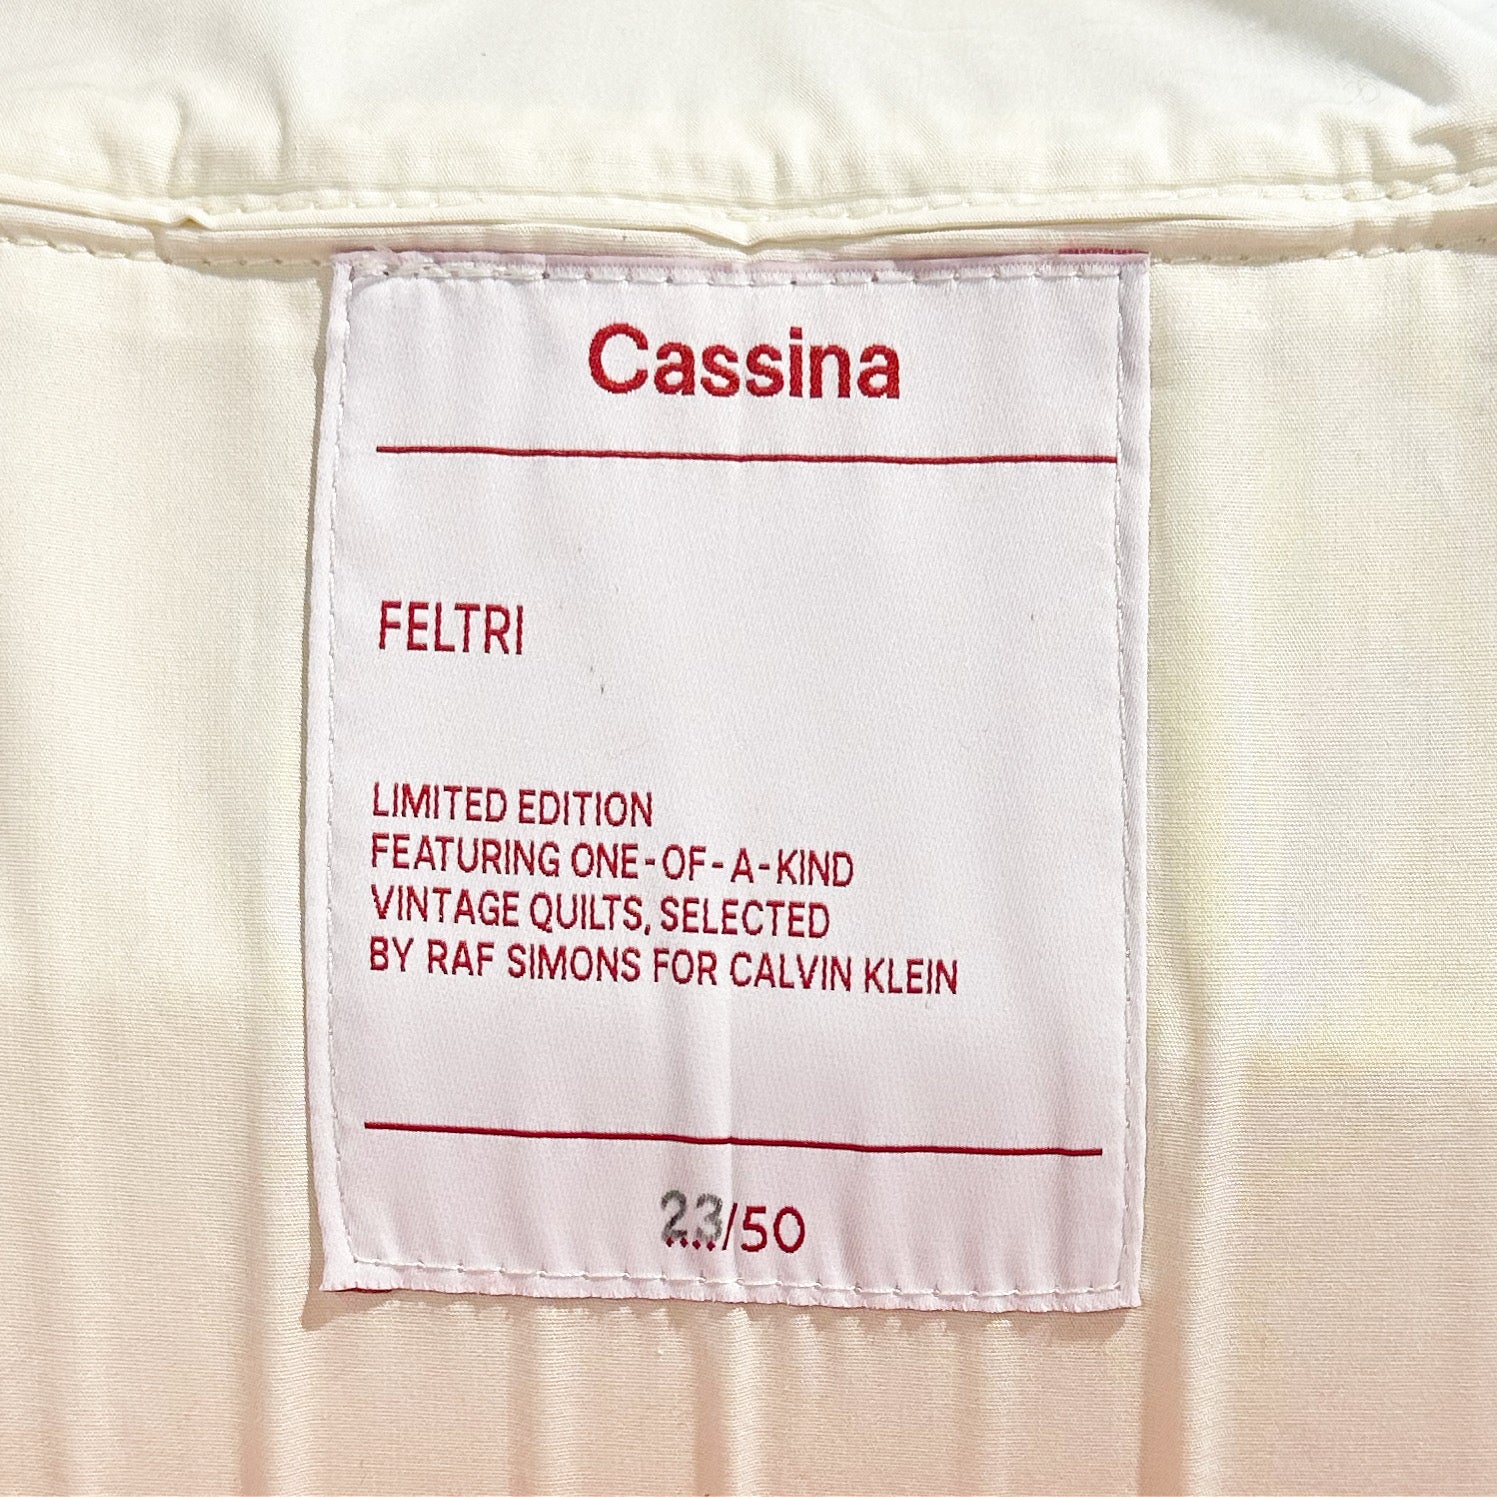 Cassina
FELTRI
LIMITED EDITION
FEATURING ONE-OF-A-KIND
VINTAGE QUILTS, SELECTED
BY RAF SIMONS FOR CALVIN KLEIN
23/50